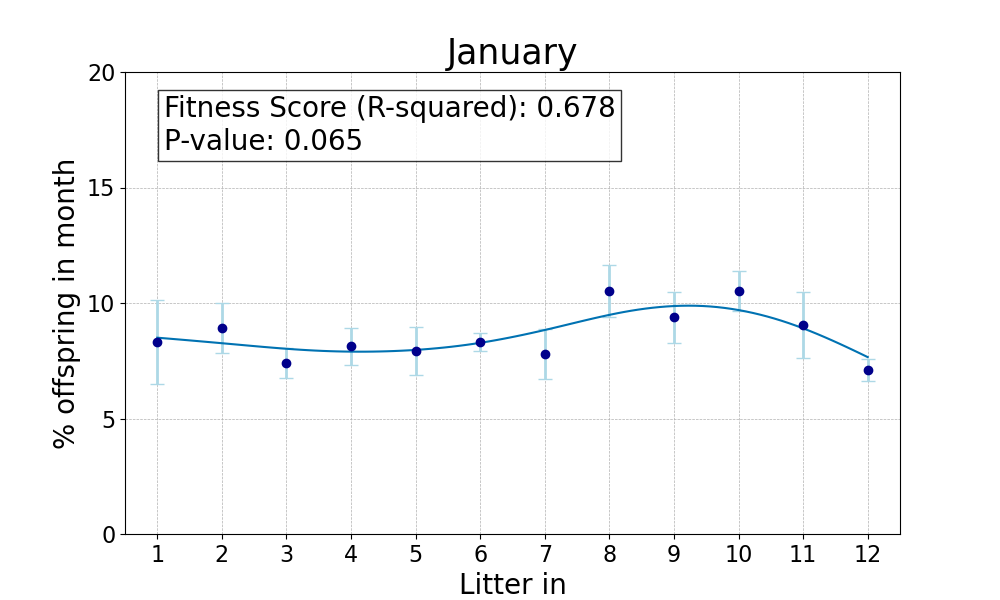 January
Fitness Score (R-squared): 0.678
P-value: 0.065
% offspring in month
20
15
10
5
0
1 2 3 4 5 6 7 8 9 10 11 12
Litter in